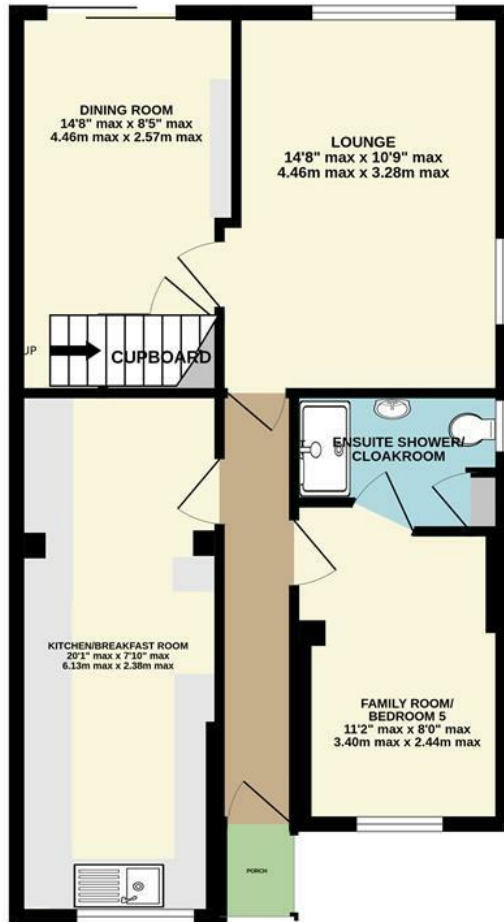 DINING ROOM
14'8" max x 8'5" max
4.46m max x 2.57m max
LOUNGE
14'8" max x 10'9" max
4.46m max x 3.28m max
UP
CUPBOARD
ENSUITE SHOWER/
CLOAKROOM
KITCHEN/BREAKFAST ROOM
20'1" max x 7'10" max
6.13m max x 2.38m max
FAMILY ROOM/
BEDROOM 5
11'2" max x 8'0" max
3.40m max x 2.44m max
PORCH